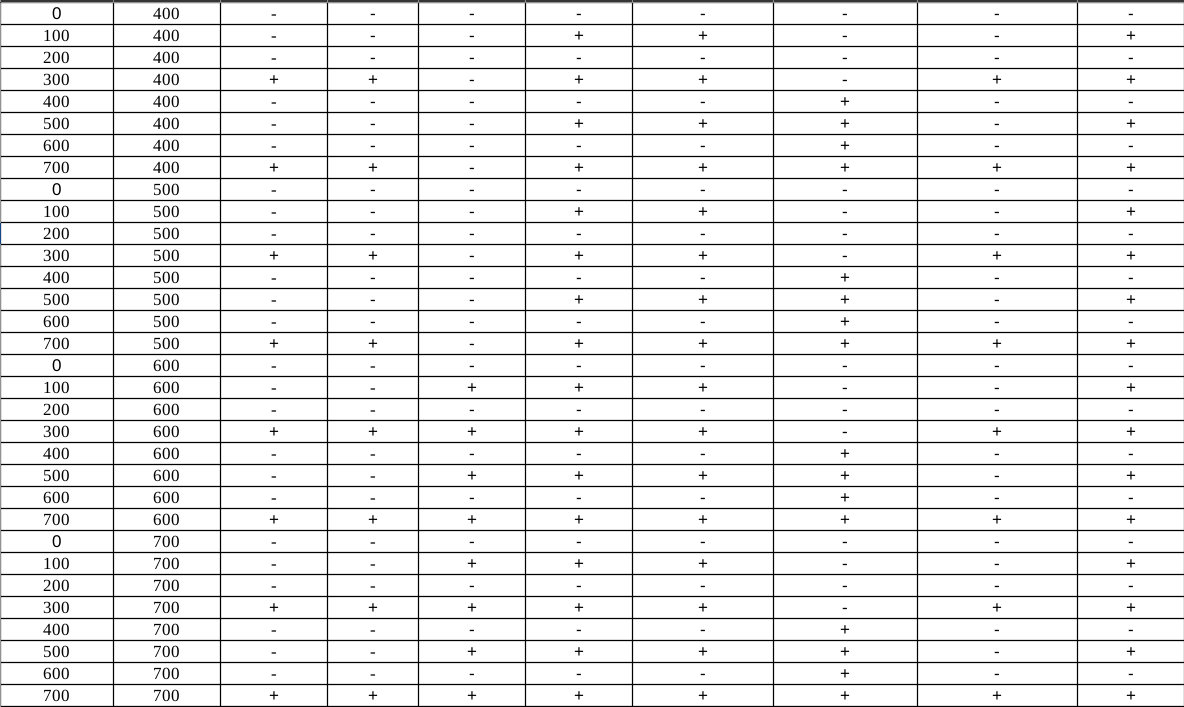 0 400 - - - - - - - -
100 400 - - - + + - - +
200 400 - - - - - - - -
300 400 + + - + + - + +
400 400 - - - - - + - -
500 400 - - - + + + - +
600 400 - - - - - + - -
700 400 + + - + + + + +
0 500 - - - - - - - -
100 500 - - - + + - - +
200 500 - - - - - - - -
300 500 + + - + + - + +
400 500 - - - - - + - -
500 500 - - - + + + - +
600 500 - - - - - + - -
700 500 + + - + + + + +
0 600 - - - - - - - -
100 600 - - + + + - - +
200 600 - - - - - - - -
300 600 + + + + + - + +
400 600 - - - - - + - -
500 600 - - + + + + - +
600 600 - - - - - + - -
700 600 + + + + + + + +
0 700 - - - - - - - -
100 700 - - + + + - - +
200 700 - - - - - - - -
300 700 + + + + + - + +
400 700 - - - - - + - -
500 700 - - + + + + - +
600 700 - - - - - + - -
700 700 + + + + + + + +